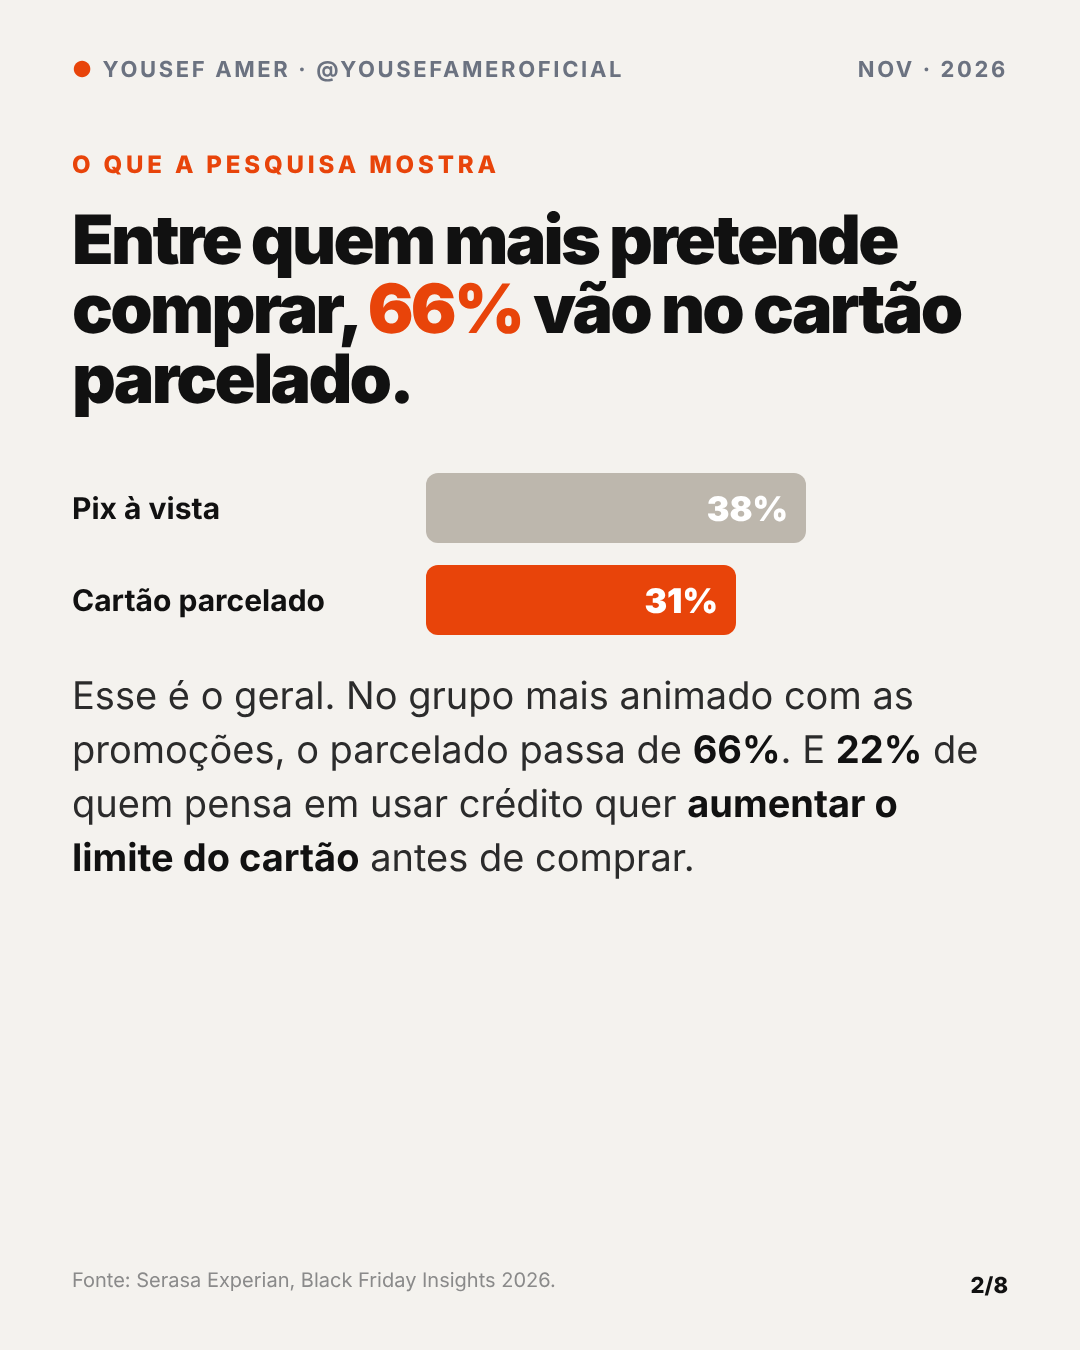 YOUSEF AMER · @YOUSEFAMEROFICIAL
NOV · 2026
O QUE A PESQUISA MOSTRA
Entre quem mais pretende
comprar, 66% vão no cartão
parcelado.
Pix à vista
38%
Cartão parcelado
31%
Esse é o geral. No grupo mais animado com as
promoções, o parcelado passa de 66%. E 22% de
quem pensa em usar crédito quer aumentar o
limite do cartão antes de comprar.
Fonte: Serasa Experian, Black Friday Insights 2026.
2/8